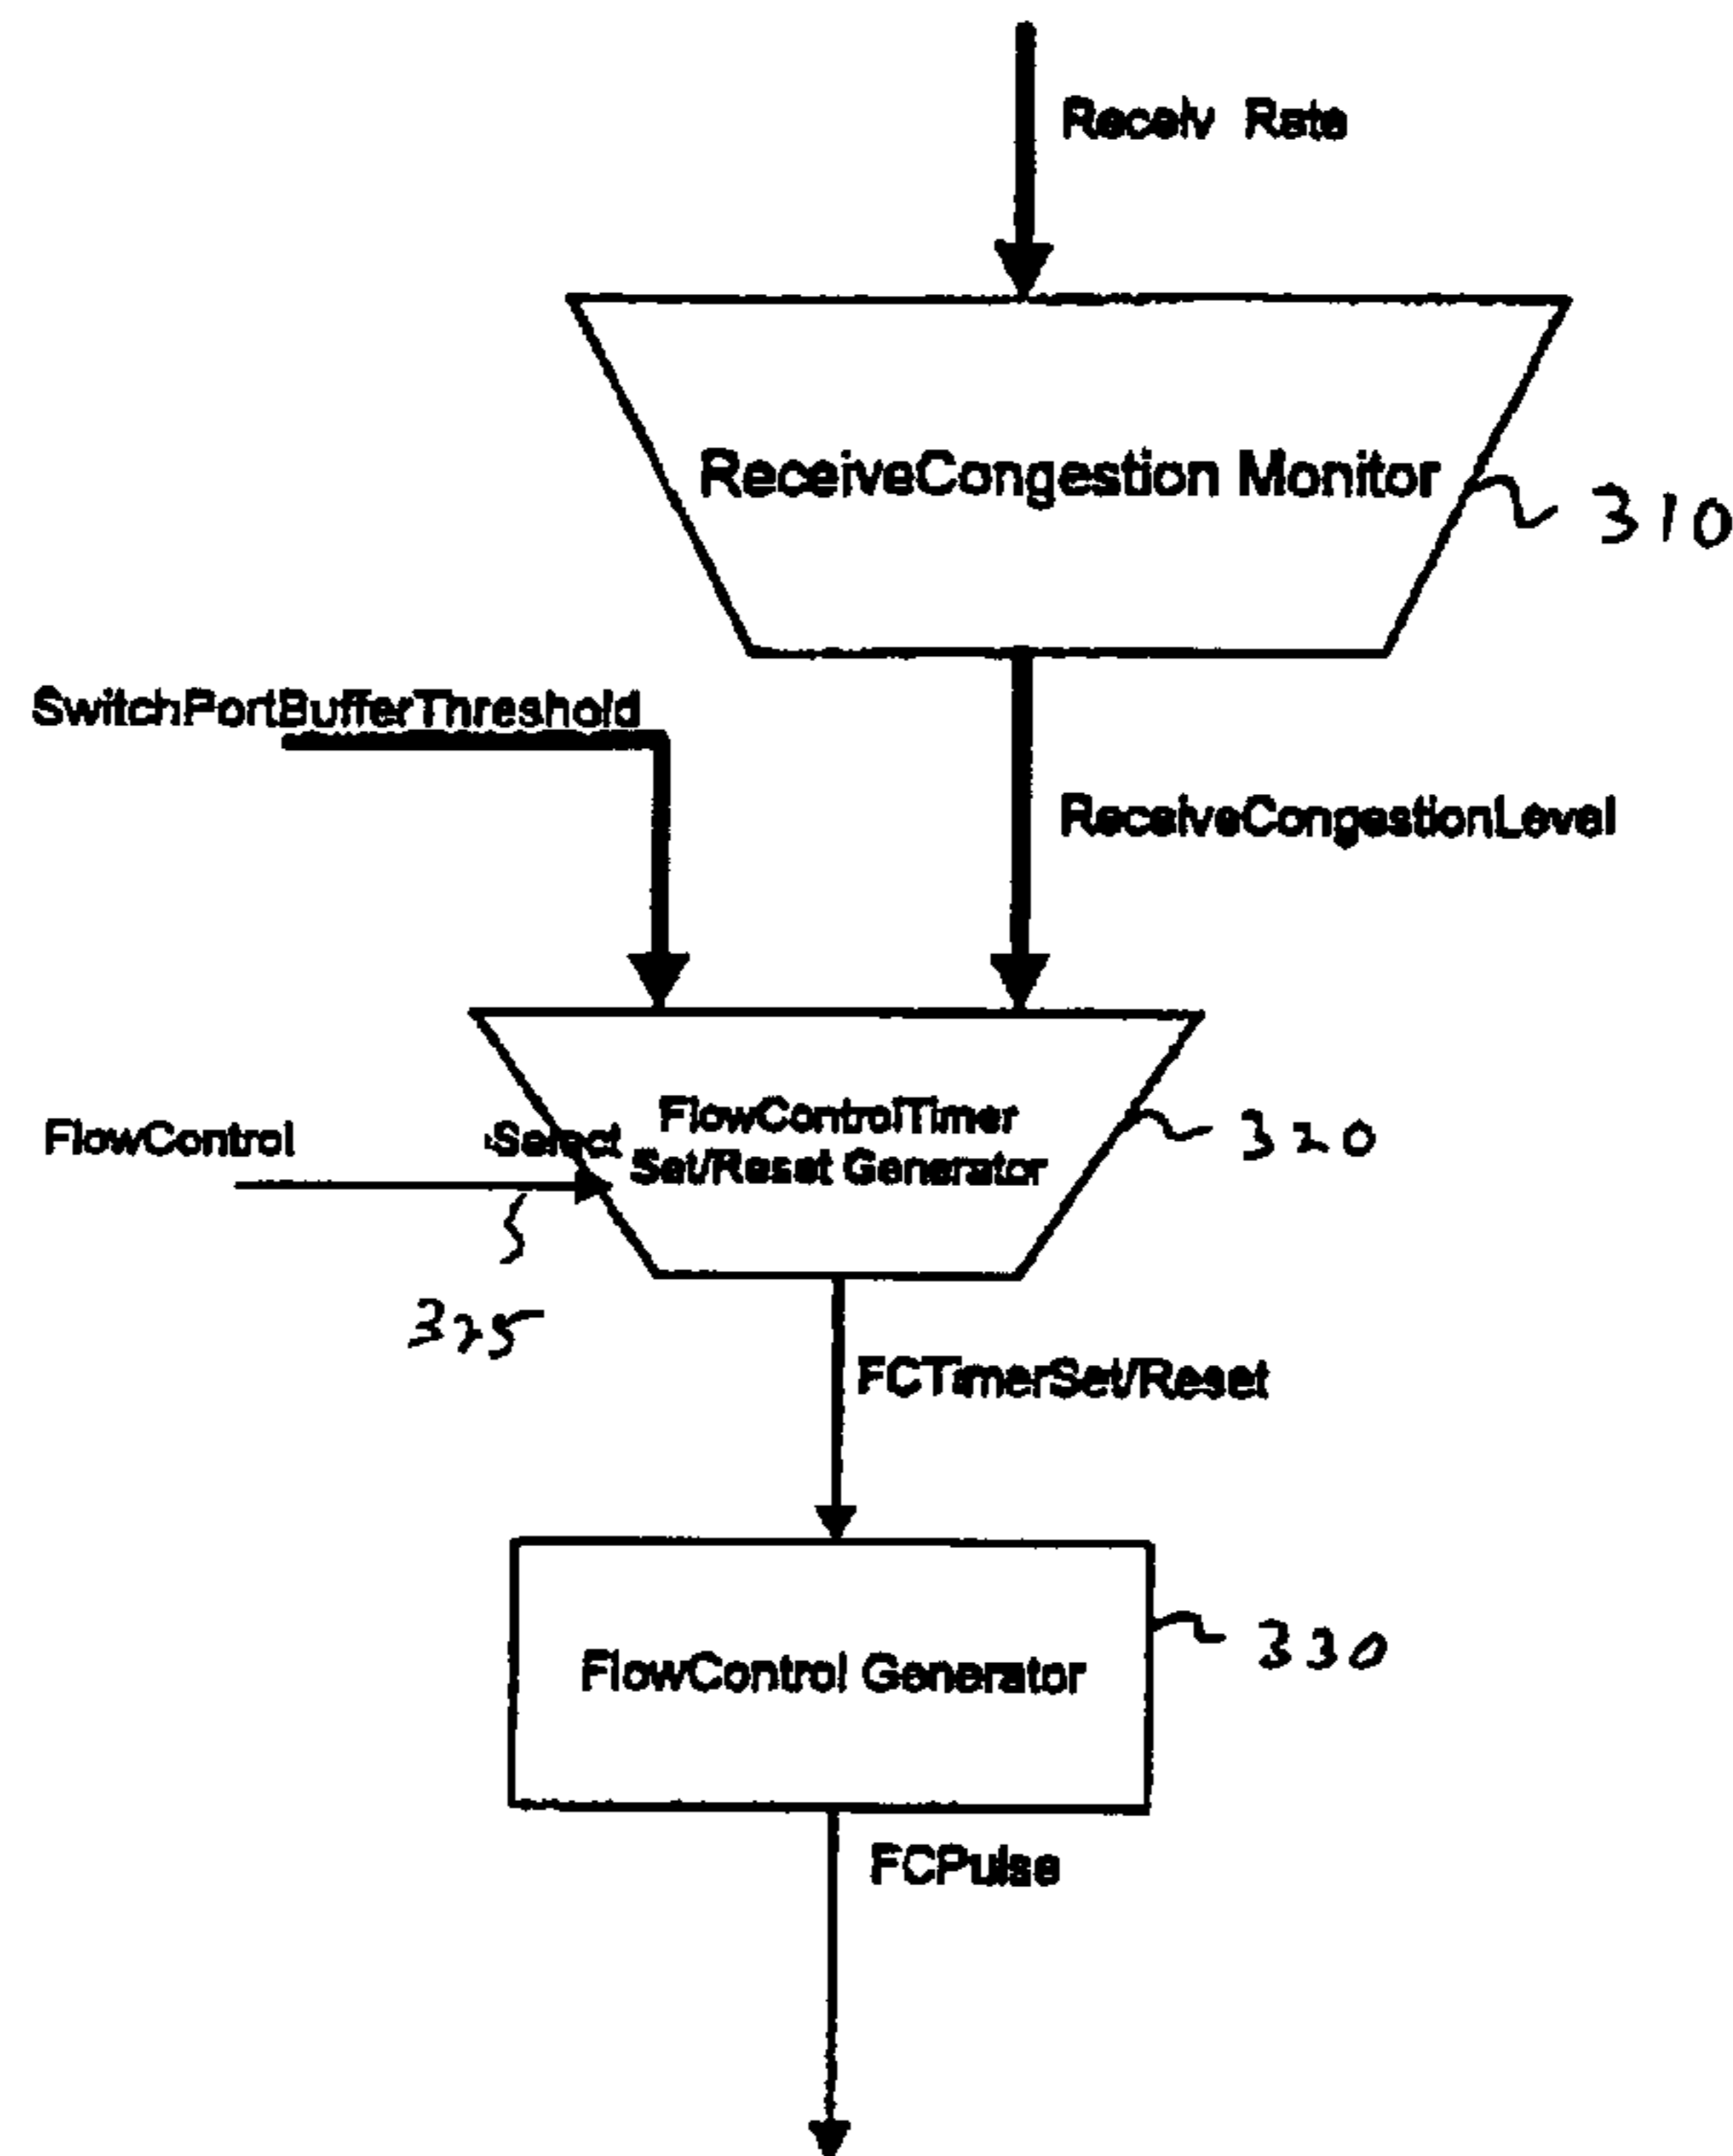 Receiv Rate
ReceiveCongestion Monitor
310
SwitchPortBufferThreshold
ReceiveCongestionLevel
FlowControl Select
FlowControlTimer
Set/Reset Generator
320
325
FCTimerSet/Reset
FlowControl Generator
330
FCPulse